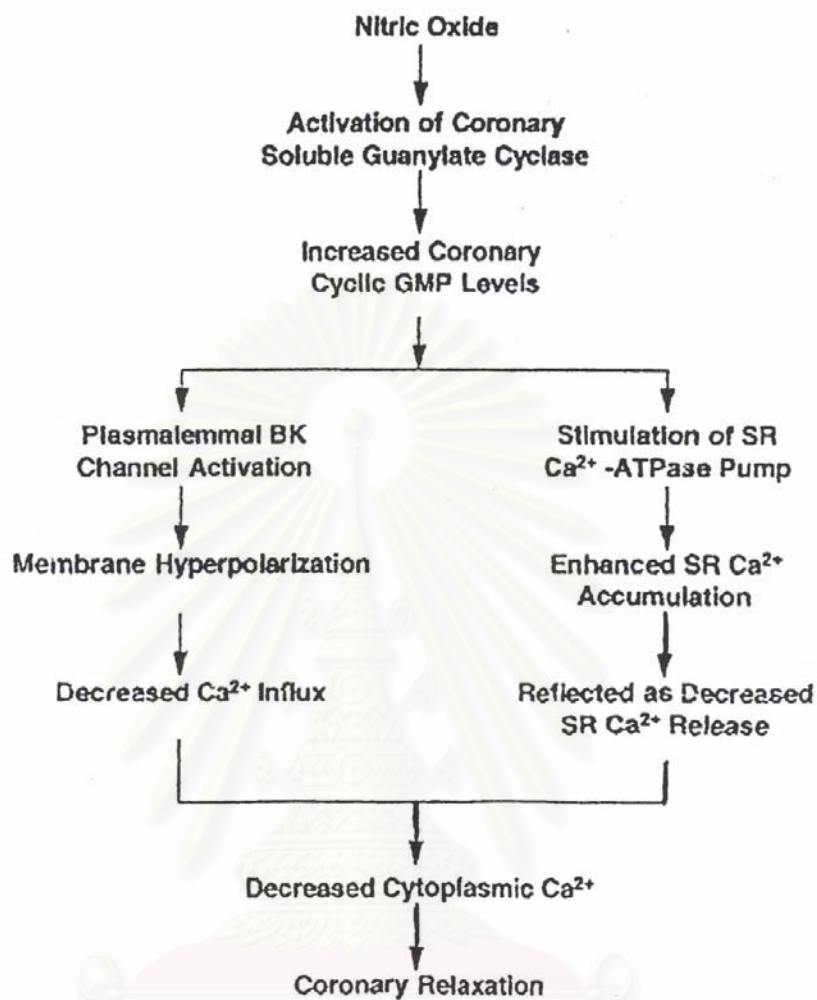 Nitric Oxide
Activation of Coronary
Soluble Guanylate Cyclase
Increased Coronary
Cyclic GMP Levels
Plasmalemmal BK
Channel Activation
Stimulation of SR
Ca²⁺ -ATPase Pump
Membrane Hyperpolarization
Enhanced SR Ca²⁺
Accumulation
Decreased Ca²⁺ Influx
Reflected as Decreased
SR Ca²⁺ Release
Decreased Cytoplasmic Ca²⁺
Coronary Relaxation